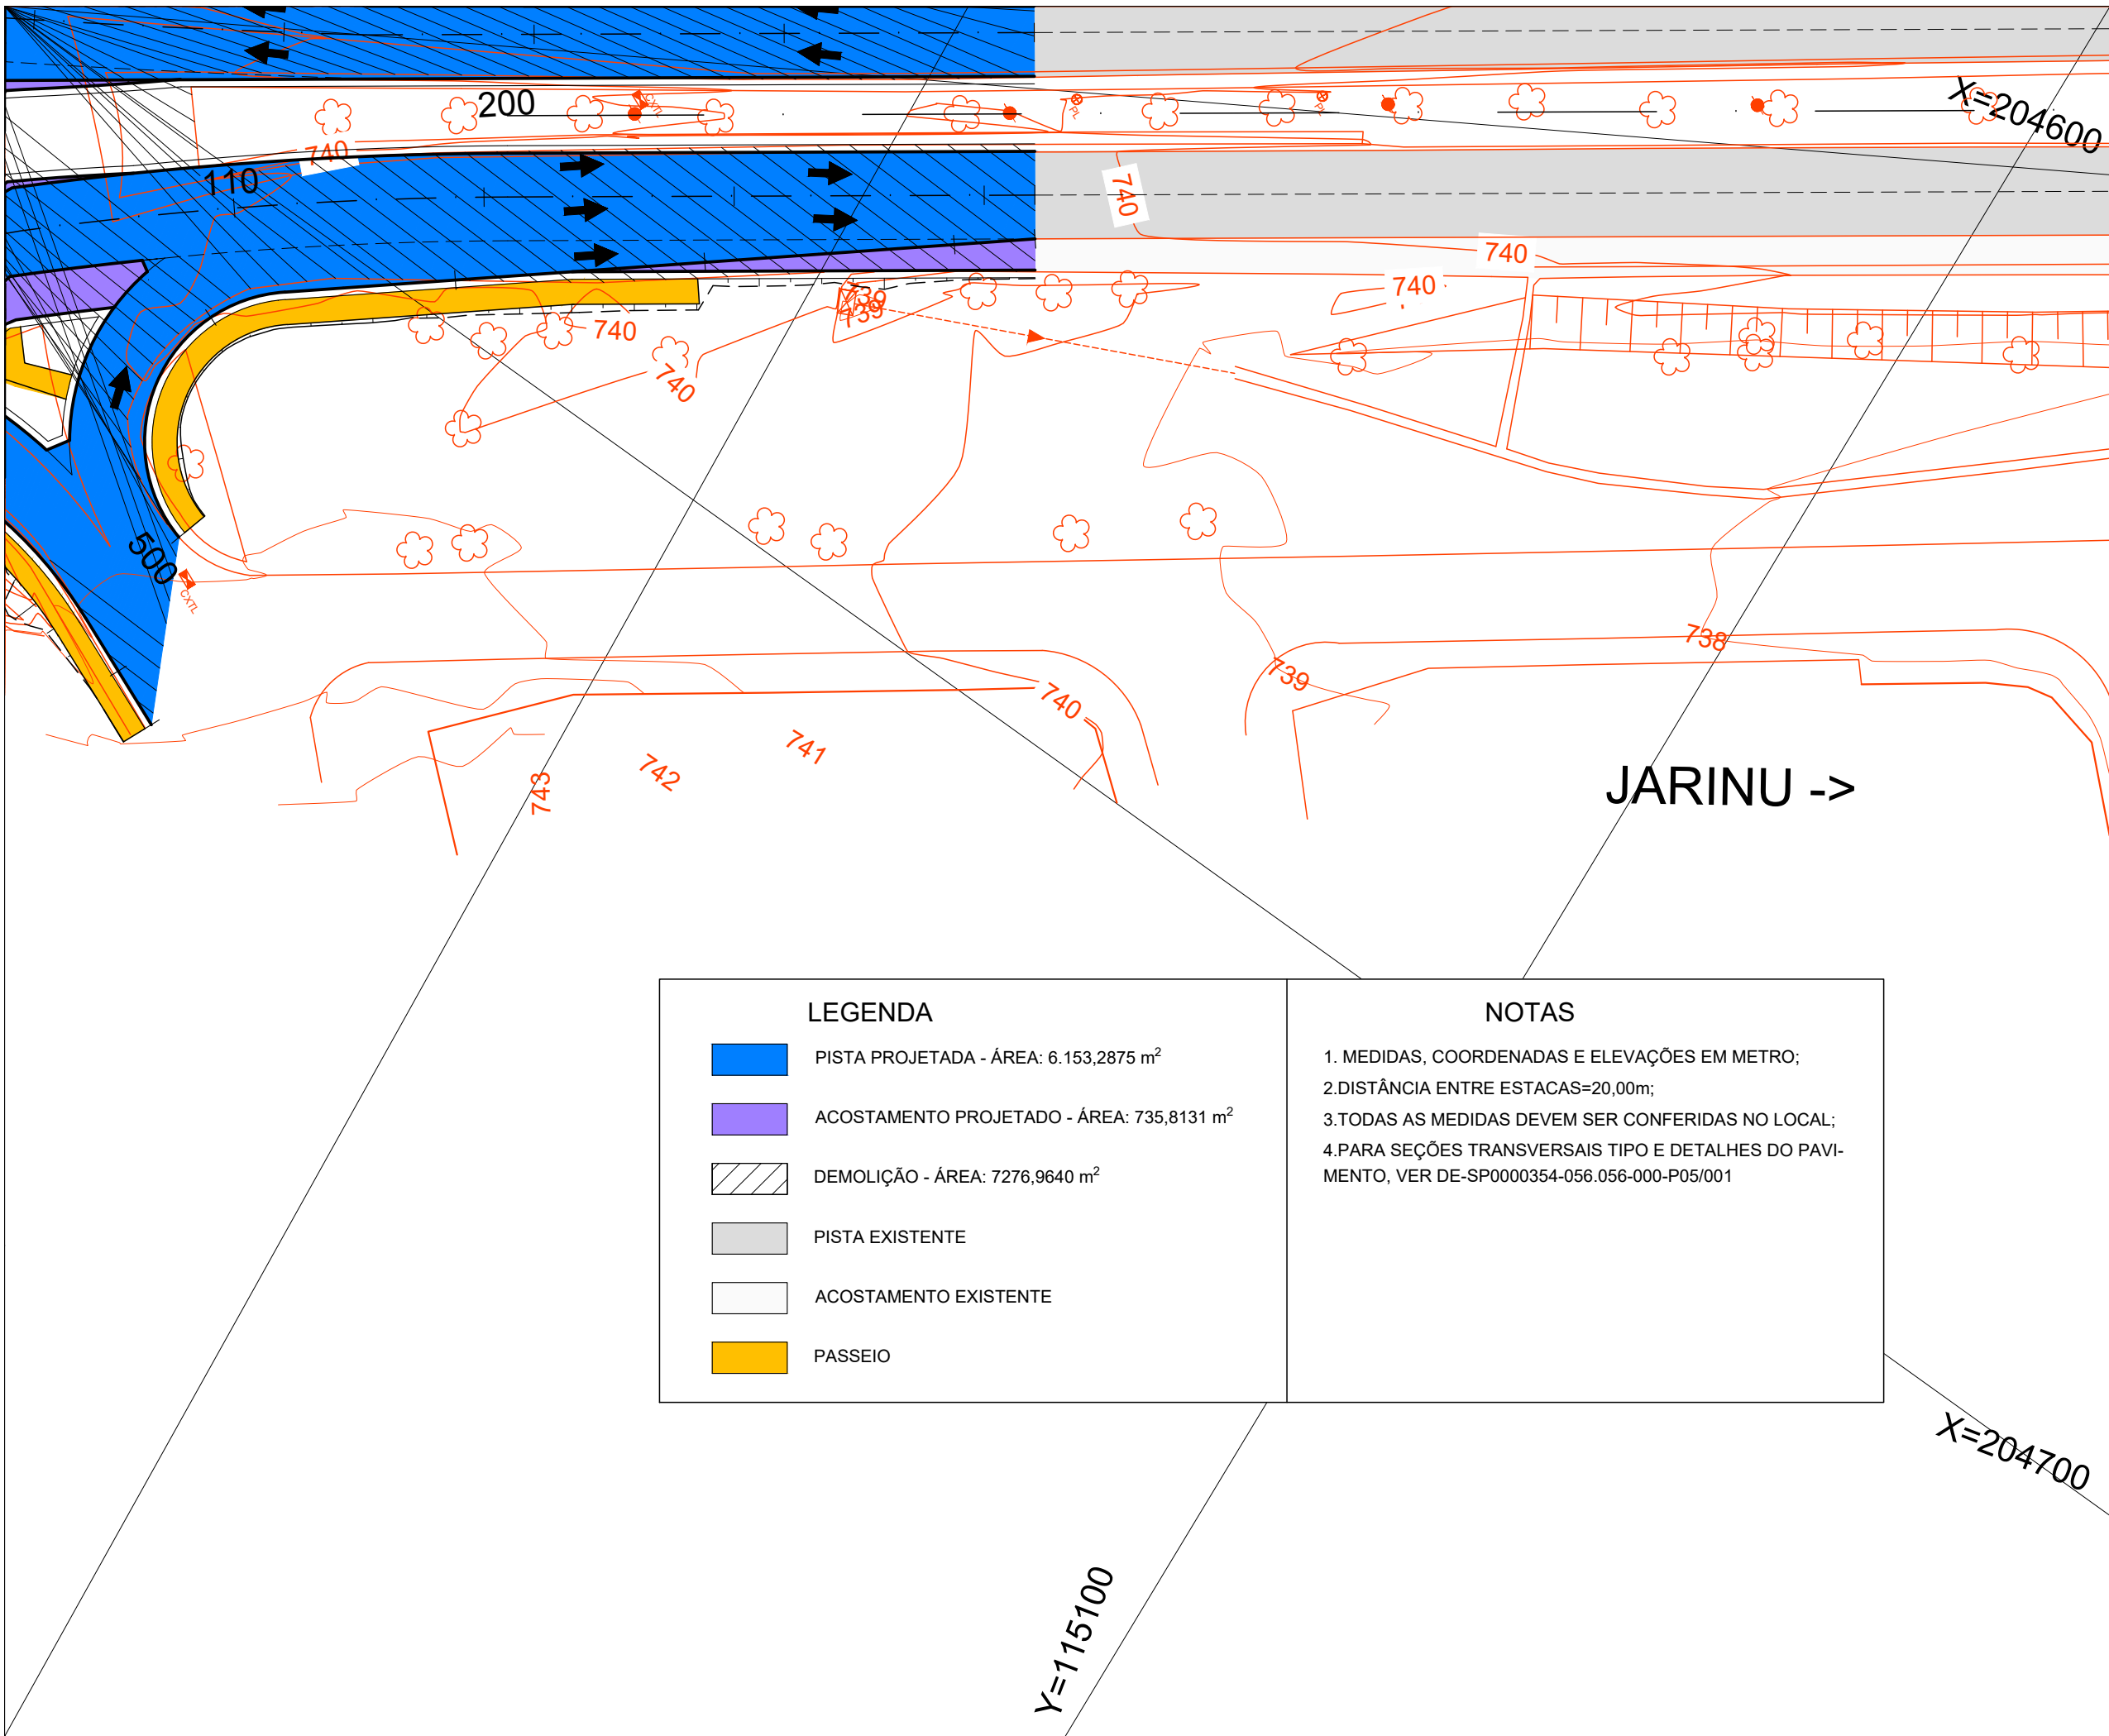 200
CXTL
PL
PL
X=204600
740
110
740
740
740
739
739
740
740
500
CXTL
738
739
740
741
742
743
JARINU ->
LEGENDA
PISTA PROJETADA - ÁREA: 6.153,2875 m²
ACOSTAMENTO PROJETADO - ÁREA: 735,8131 m²
DEMOLIÇÃO - ÁREA: 7276,9640 m²
PISTA EXISTENTE
ACOSTAMENTO EXISTENTE
PASSEIO
NOTAS
1. MEDIDAS, COORDENADAS E ELEVAÇÕES EM METRO;
2.DISTÂNCIA ENTRE ESTACAS=20,00m;
3.TODAS AS MEDIDAS DEVEM SER CONFERIDAS NO LOCAL;
4.PARA SEÇÕES TRANSVERSAIS TIPO E DETALHES DO PAVI-
MENTO, VER DE-SP0000354-056.056-000-P05/001
X=204700
Y=115100